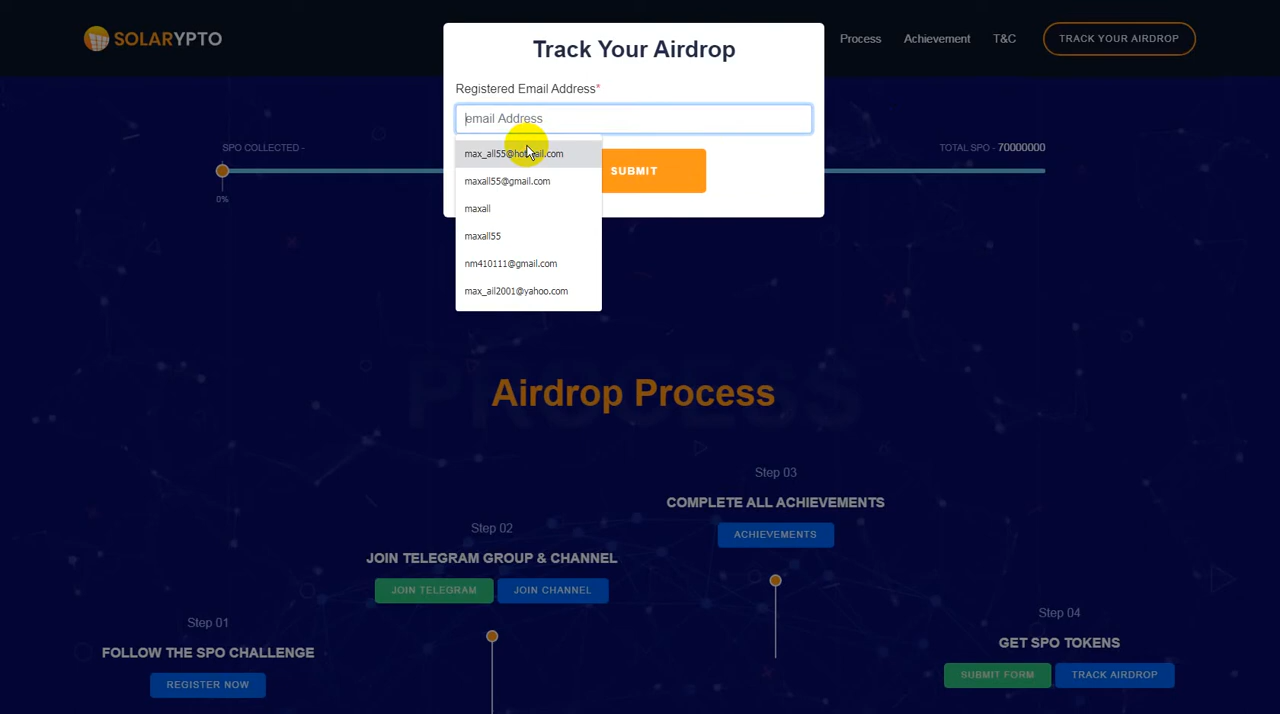 SOLARYPTO
Process
Achievement
T&C
TRACK YOUR AIRDROP
Track Your Airdrop
Registered Email Address*
email Address
max_all55@hotmail.com
maxall55@gmail.com
maxall
maxall55
nm410111@gmail.com
max_ail2001@yahoo.com
SUBMIT
SPO COLLECTED -
TOTAL SPO - 70000000
0%
PROCESS
Airdrop Process
Step 03
COMPLETE ALL ACHIEVEMENTS
ACHIEVEMENTS
Step 02
JOIN TELEGRAM GROUP & CHANNEL
JOIN TELEGRAM
JOIN CHANNEL
Step 01
FOLLOW THE SPO CHALLENGE
REGISTER NOW
Step 04
GET SPO TOKENS
SUBMIT FORM
TRACK AIRDROP